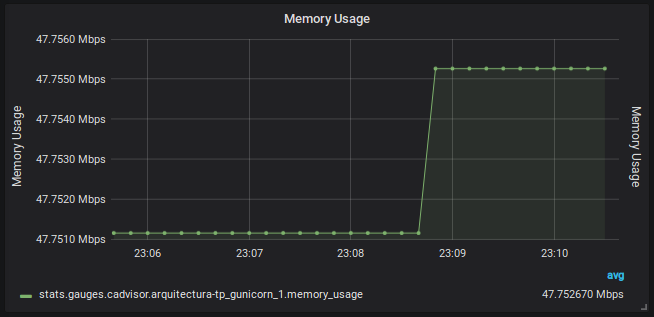 Memory Usage
47.7560 Mbps
47.7550 Mbps
47.7540 Mbps
47.7530 Mbps
47.7520 Mbps
47.7510 Mbps
Memory Usage
Memory Usage
23:06 23:07 23:08 23:09 23:10
avg
stats.gauges.cadvisor.arquitectura-tp_gunicorn_1.memory_usage 47.752670 Mbps